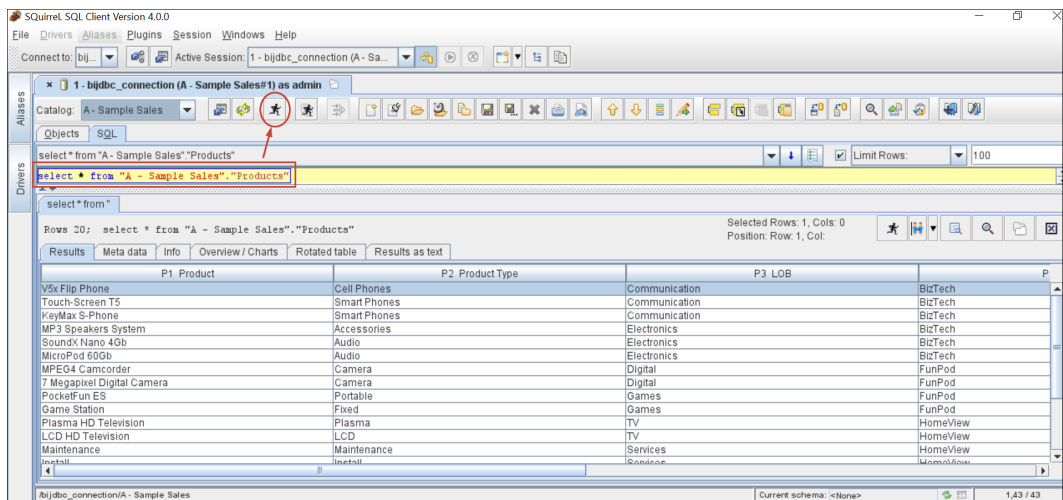 SQuirreL SQL Client Version 4.0.0
File Drivers Aliases Plugins Session Windows Help
Connect to: bij... Active Session: 1 - bijdbc_connection (A - Sa...
1 - bijdbc_connection (A - Sample Sales#1) as admin
Aliases
Drivers
Catalog: A - Sample Sales
Objects SQL
select * from "A - Sample Sales"."Products" Limit Rows: 100
select * from "A - Sample Sales"."Products"
select * from "
Rows 20; select * from "A - Sample Sales"."Products" Selected Rows: 1, Cols: 0
Position: Row: 1, Col:
Results Meta data Info Overview / Charts Rotated table Results as text
P1 Product P2 Product Type P3 LOB P
V5x Flip Phone Cell Phones Communication BizTech
Touch-Screen T5 Smart Phones Communication BizTech
KeyMax S-Phone Smart Phones Communication BizTech
MP3 Speakers System Accessories Electronics BizTech
SoundX Nano 4Gb Audio Electronics BizTech
MicroPod 60Gb Audio Electronics BizTech
MPEG4 Camcorder Camera Digital FunPod
7 Megapixel Digital Camera Camera Digital FunPod
PocketFun ES Portable Games FunPod
Game Station Fixed Games FunPod
Plasma HD Television Plasma TV HomeView
LCD HD Television LCD TV HomeView
Maintenance Maintenance Services HomeView
Install Install Services HomeView
/bijdbc_connection/A - Sample Sales Current schema: <None> 1,43 / 43